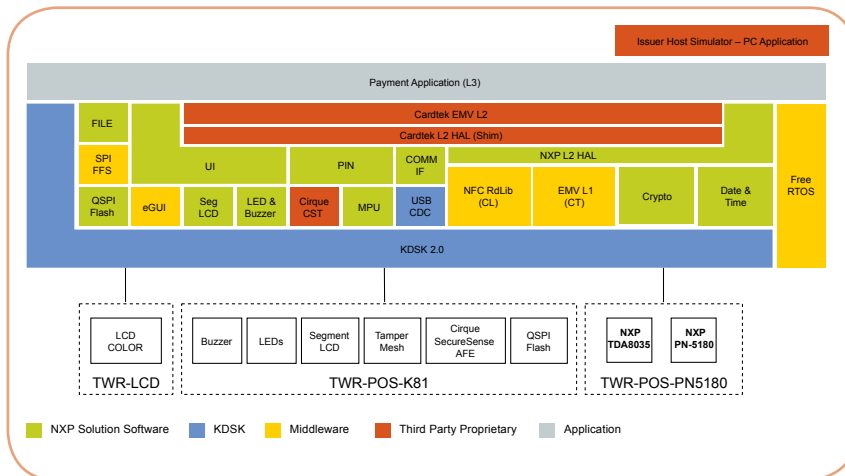 Issuer Host Simulator – PC Application
Payment Application (L3)
FILE
Cardtek EMV L2
Cardtek L2 HAL (Shim)
SPI
FFS
UI
PIN
COMM
IF
NXP L2 HAL
QSPI
Flash
eGUI
Seg
LCD
LED &
Buzzer
Cirque
CST
MPU
USB
CDC
NFC RdLib
(CL)
EMV L1
(CT)
Crypto
Date &
Time
Free
RTOS
KDSK 2.0
LCD
COLOR
TWR-LCD
Buzzer
LEDs
Segment
LCD
Tamper
Mesh
Cirque
SecureSense
AFE
QSPI
Flash
TWR-POS-K81
NXP
TDA8035
NXP
PN-5180
TWR-POS-PN5180
NXP Solution Software
KDSK
Middleware
Third Party Proprietary
Application